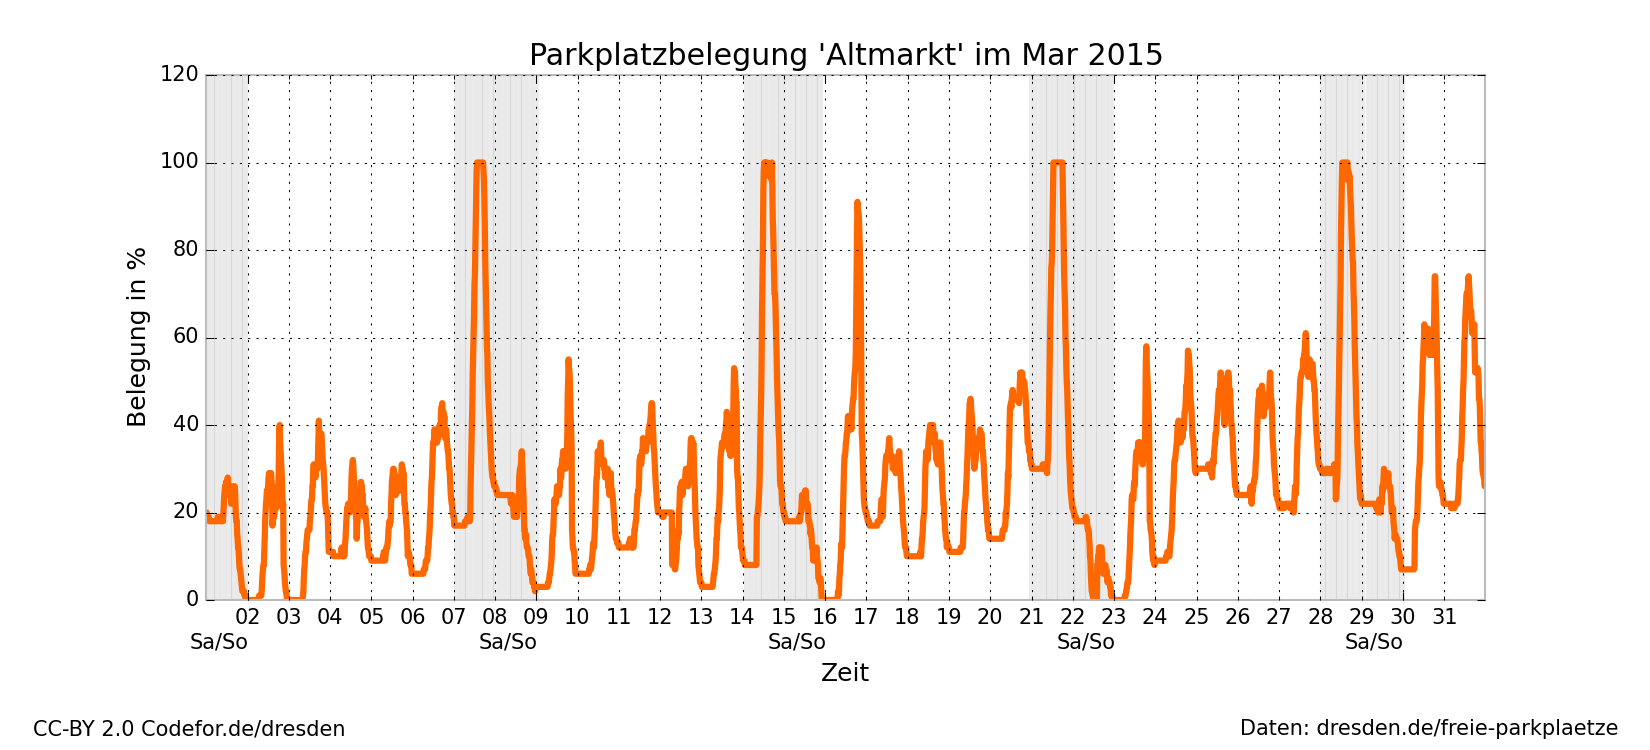 Parkplatzbelegung 'Altmarkt' im Mar 2015
120
100
80
60
40
20
0
Belegung in %
02 03 04 05 06 07 08 09 10 11 12 13 14 15 16 17 18 19 20 21 22 23 24 25 26 27 28 29 30 31
Sa/So Sa/So Sa/So Sa/So Sa/So
Zeit
CC-BY 2.0 Codefor.de/dresden
Daten: dresden.de/freie-parkplaetze